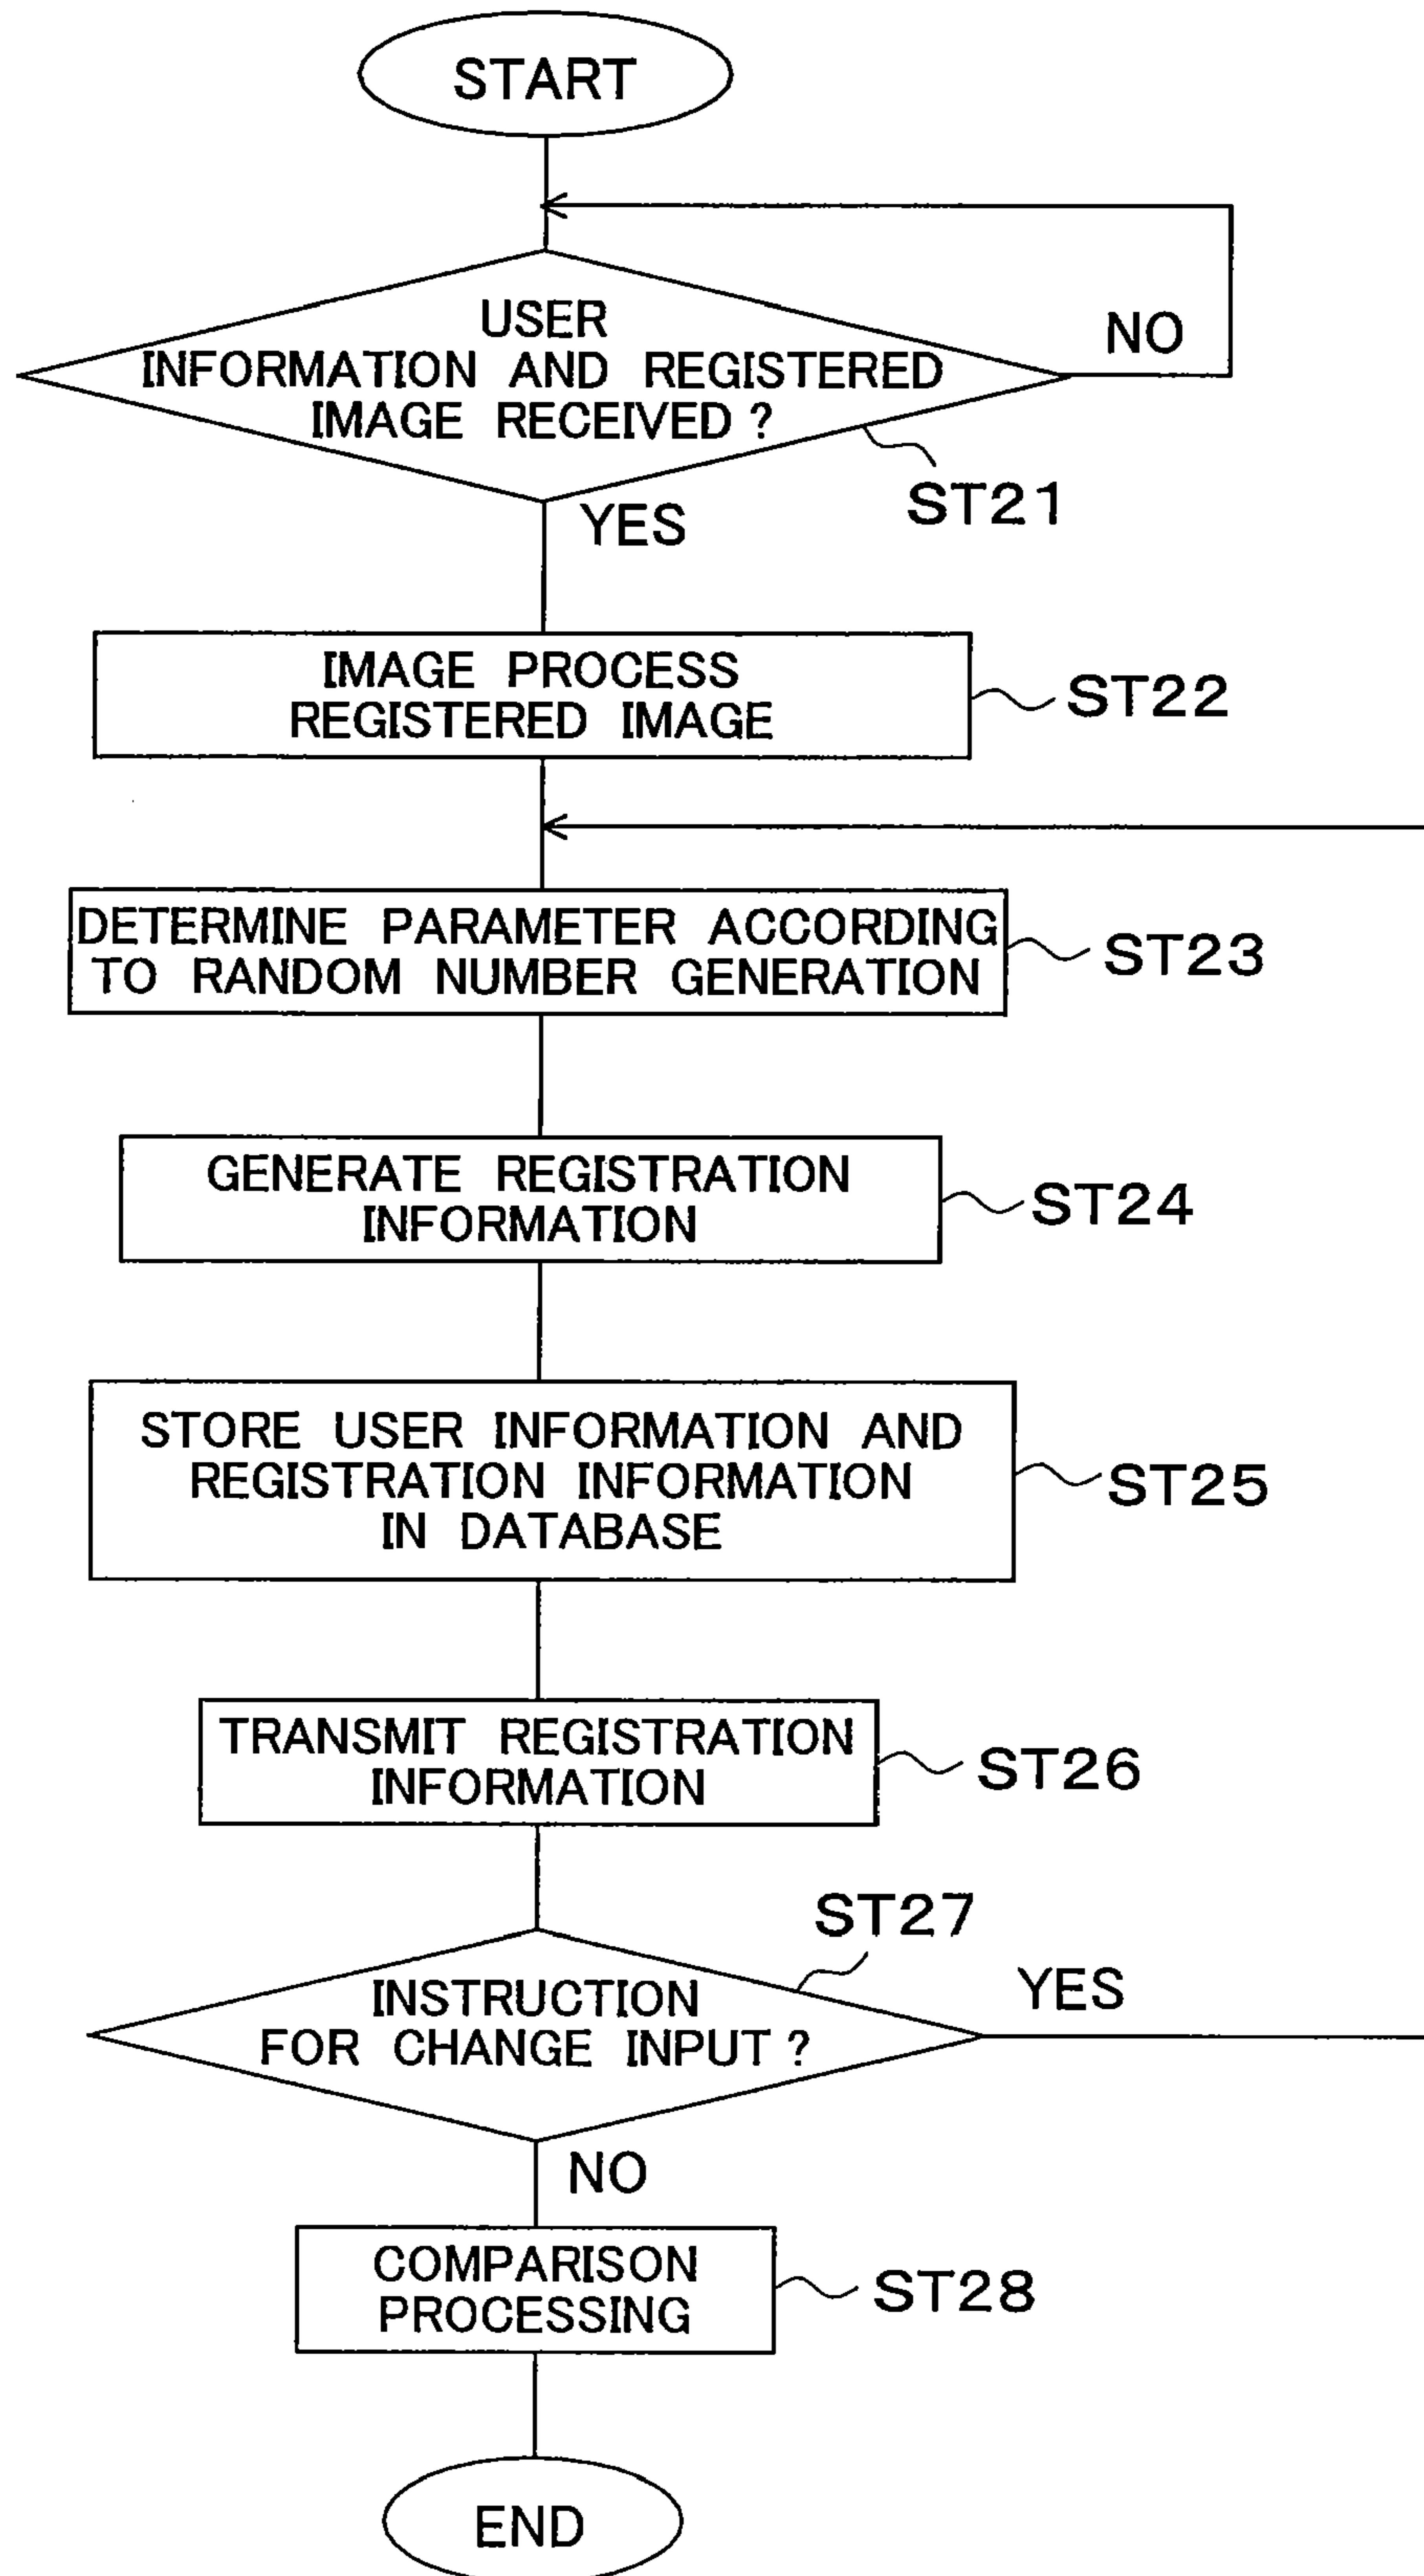 START
USER
INFORMATION AND REGISTERED
IMAGE RECEIVED ?
NO
ST21
YES
IMAGE PROCESS
REGISTERED IMAGE
ST22
DETERMINE PARAMETER ACCORDING
TO RANDOM NUMBER GENERATION
ST23
GENERATE REGISTRATION
INFORMATION
ST24
STORE USER INFORMATION AND
REGISTRATION INFORMATION
IN DATABASE
ST25
TRANSMIT REGISTRATION
INFORMATION
ST26
ST27
INSTRUCTION
FOR CHANGE INPUT ?
YES
NO
COMPARISON
PROCESSING
ST28
END